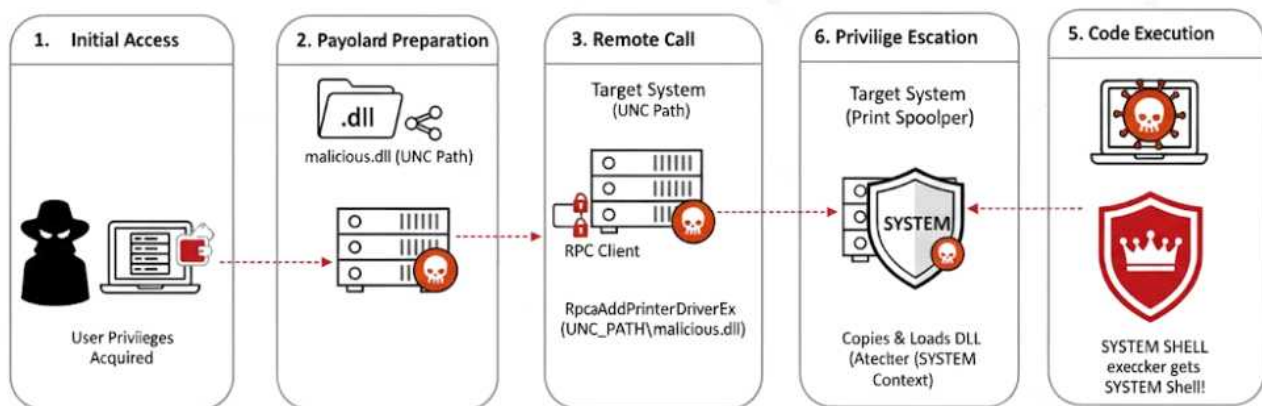 1. Initial Access
User Privileges
Acquired
2. Payolard Preparation
.dll
malicious.dll (UNC Path)
3. Remote Call
Target System
(UNC Path)
RPC Client
RpcaAddPrinterDriverEx
(UNC_PATH\malicious.dll)
6. Privilige Escation
Target System
(Print Spoolper)
SYSTEM
Copies & Loads DLL
(Atechter (SYSTEM
Context)
5. Code Execution
SYSTEM SHELL
execcker gets
SYSTEM Shell!